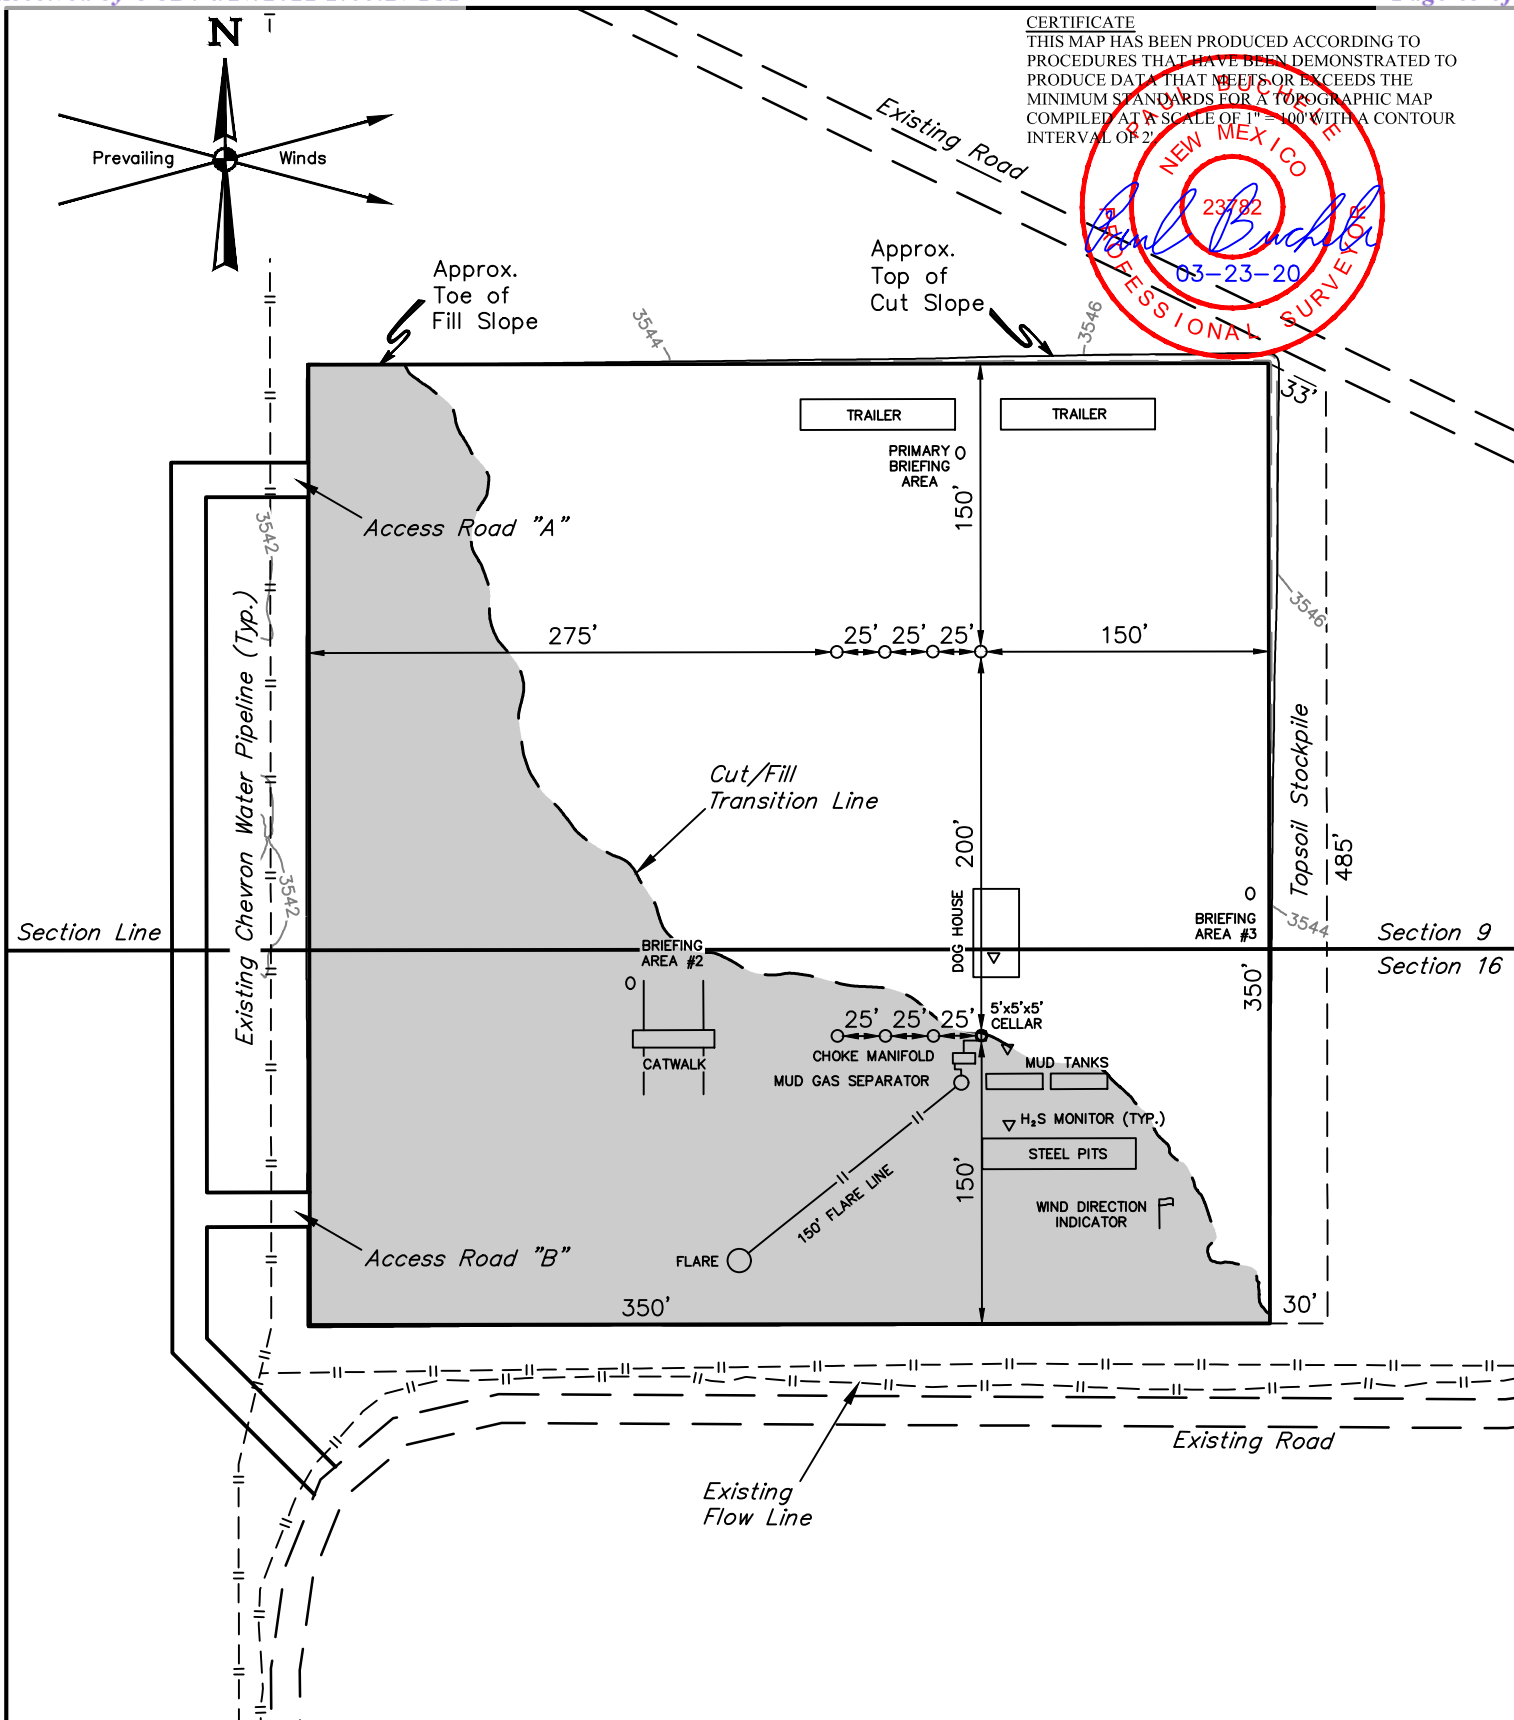 N
Prevailing Winds
CERTIFICATE
THIS MAP HAS BEEN PRODUCED ACCORDING TO
PROCEDURES THAT HAVE BEEN DEMONSTRATED TO
PRODUCE DATA THAT MEETS OR EXCEEDS THE
MINIMUM STANDARDS FOR A TOPOGRAPHIC MAP
COMPILED AT A SCALE OF 1" = 100' WITH A CONTOUR
INTERVAL OF 2'.
PAUL BUCHELE
NEW MEXICO
23782
PROFESSIONAL SURVEYOR
Paul Buchele
03-23-20
Existing Road
Approx.
Toe of
Fill Slope
Approx.
Top of
Cut Slope
3544
3546
33'
TRAILER
TRAILER
PRIMARY
BRIEFING
AREA
150'
Access Road "A"
3542
3546
275'
25'
25'
25'
150'
Existing Chevron Water Pipeline (Typ.)
Topsoil Stockpile
Cut/Fill
Transition Line
200'
485'
3542
DOG HOUSE
BRIEFING
AREA #3
3544
Section Line
Section 9
Section 16
BRIEFING
AREA #2
350'
25'
25'
25'
5'x5'x5'
CELLAR
CATWALK
CHOKE MANIFOLD
MUD GAS SEPARATOR
MUD TANKS
H₂S MONITOR (TYP.)
STEEL PITS
150'
150' FLARE LINE
WIND DIRECTION
INDICATOR
FLARE
Access Road "B"
350'
30'
Existing Road
Existing
Flow Line